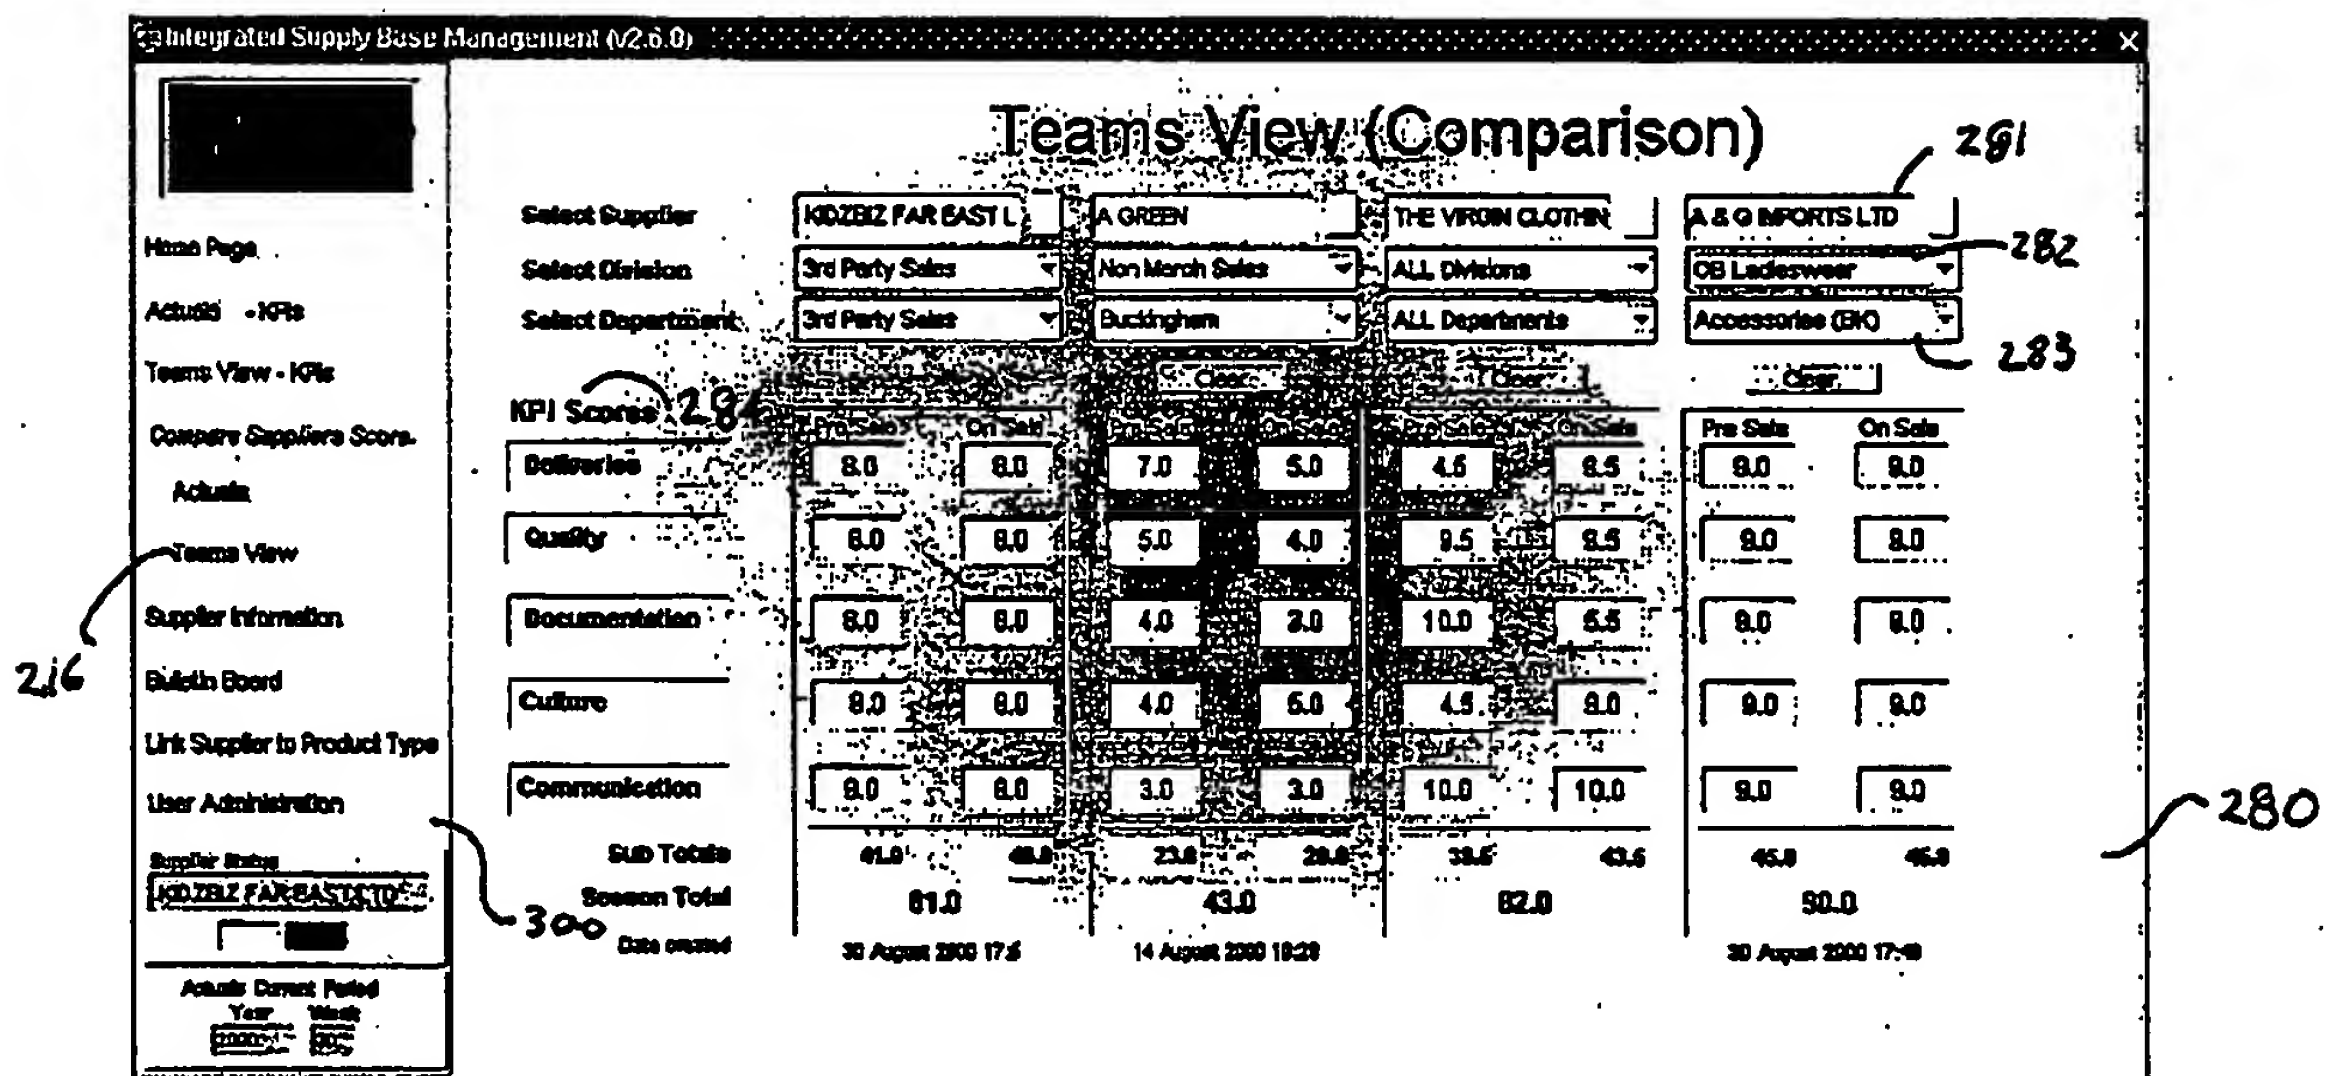 Integrated Supply Base Management (v2.6.0)
Teams View (Comparison)
281
Select Supplier KIDZBIZ FAR EAST L A GREEN THE VIRGIN CLOTHIN A & G IMPORTS LTD
Home Page
Select Division 3rd Party Sales Non Merch Sales ALL Divisions OB Ladieswear 282
Actuals - KPIs
Select Department 3rd Party Sales Buckingham ALL Departments Accessories (BK)
283
Teams View - KPIs
Clear Clear Clear
KPI Scores
Pre Sale On Sale Pre Sale On Sale Pre Sale On Sale Pre Sale On Sale
Compare Suppliers Score.
Deliveries 8.0 8.0 7.0 5.0 4.5 9.0 9.0
Actuals
Quality 8.0 8.0 5.0 4.0 9.5 9.5 9.0 9.0
Teams View
216
Documentation 8.0 8.0 4.0 10.0 5.5 9.0 9.0
Supplier Information
Bulletin Board
Culture 8.0 4.0 4.5 9.0 9.0
Link Supplier to Product Type
Communication 9.0 8.0 3.0 3.0 10.0 10.0 9.0 9.0
User Administration
280
Supplier Status
Sub Totals 41.0 43.5 45.0 45.0
KIDZBIZ FAR EAST LTD
Season Total 81.0 43.0 82.0 90.0
300
Date created 30 August 2000 14 August 2000 30 August 2000
Actuals Current Period
Year Week
2000